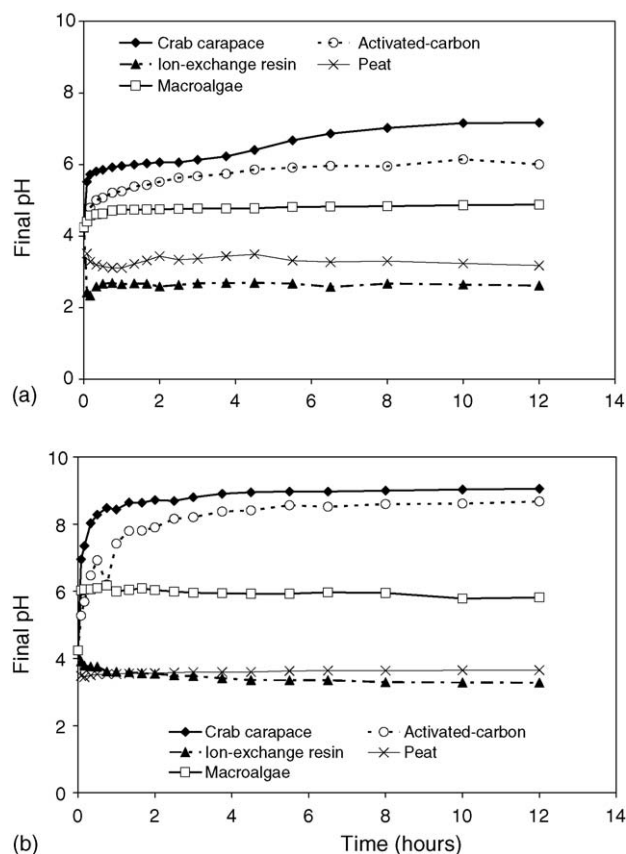 10
Crab carapace
Activated-carbon
Ion-exchange resin
Peat
Macroalgae
8
6
4
2
0
Final pH
(a)
0 2 4 6 8 10 12 14
10
8
6
4
2
0
Final pH
Crab carapace
Activated-carbon
Ion-exchange resin
Peat
Macroalgae
0 2 4 6 8 10 12 14
(b)
Time (hours)